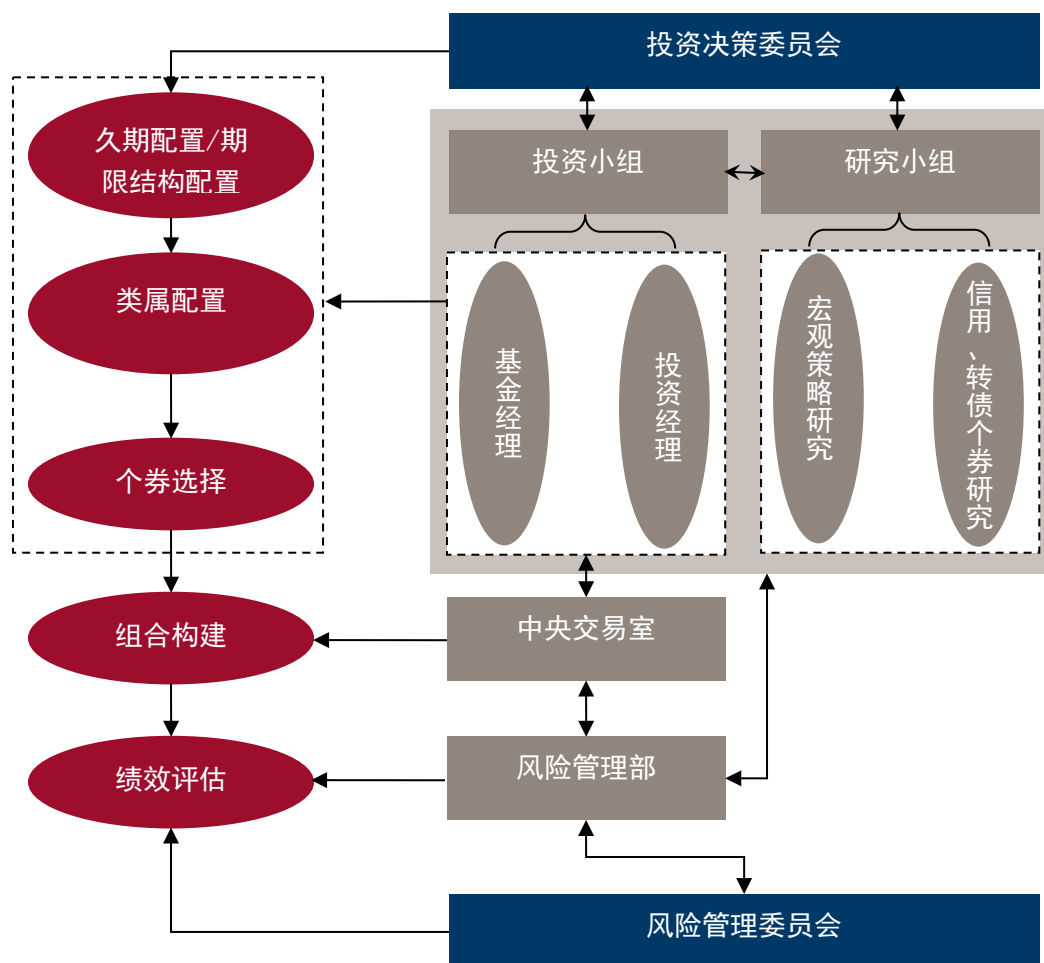 投资决策委员会
久期配置/期
限结构配置
投资小组
研究小组
类属配置
基金经理
投资经理
宏观策略研究
信用、转债个券研究
个券选择
组合构建
中央交易室
绩效评估
风险管理部
风险管理委员会